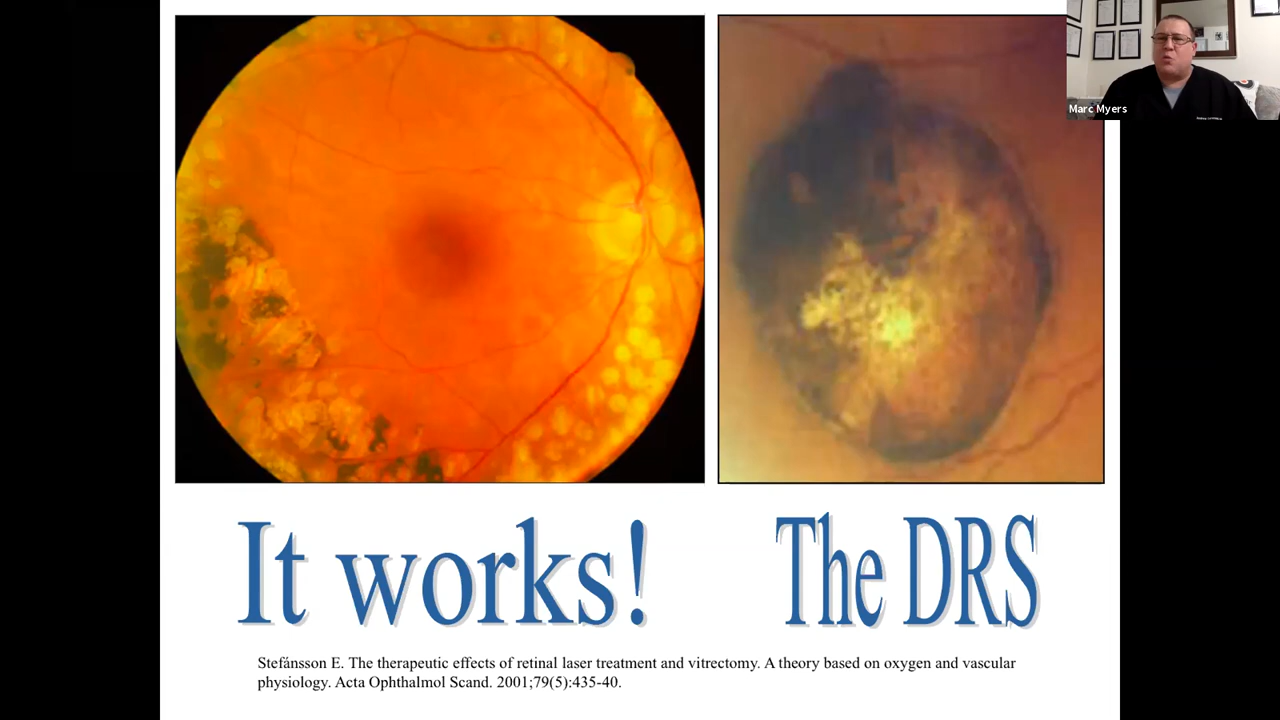 Marc Myers
It works!
The DRS
Stefánsson E. The therapeutic effects of retinal laser treatment and vitrectomy. A theory based on oxygen and vascular
physiology. Acta Ophthalmol Scand. 2001;79(5):435-40.